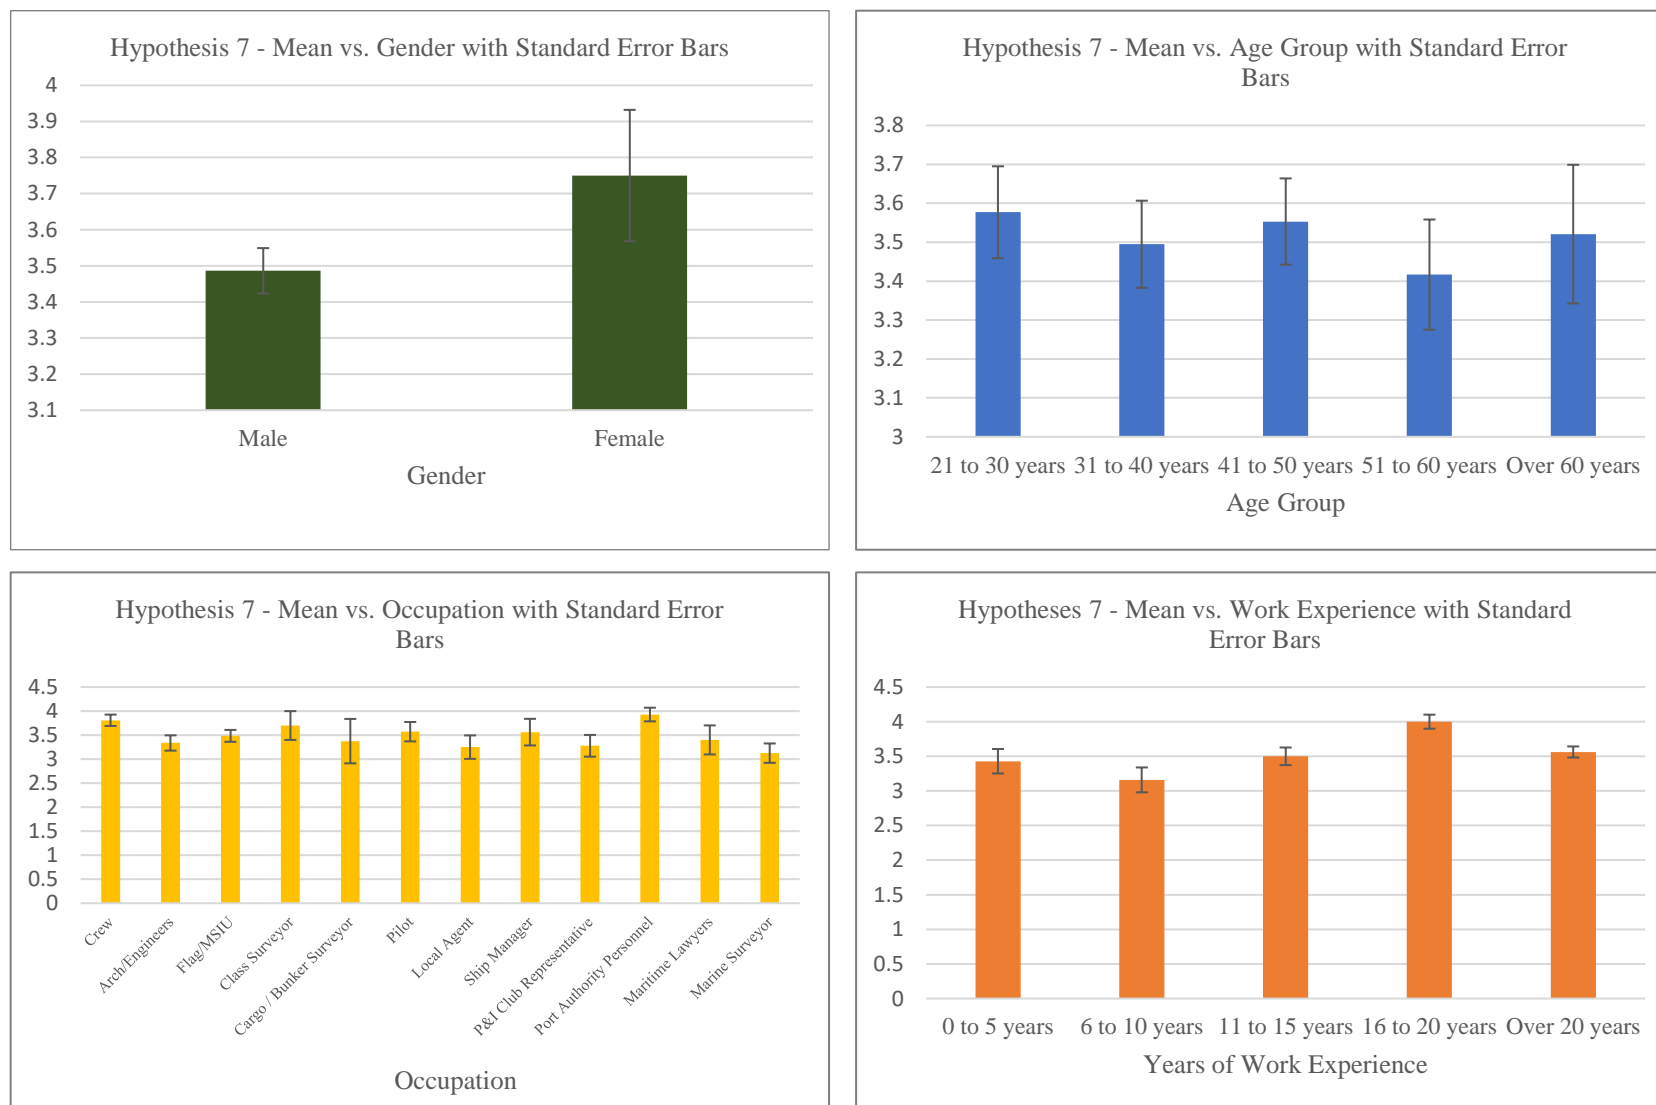 Hypothesis 7 - Mean vs. Gender with Standard Error Bars
4
3.9
3.8
3.7
3.6
3.5
3.4
3.3
3.2
3.1
Male Female
Gender
Hypothesis 7 - Mean vs. Age Group with Standard Error
Bars
3.8
3.7
3.6
3.5
3.4
3.3
3.2
3.1
3
21 to 30 years 31 to 40 years 41 to 50 years 51 to 60 years Over 60 years
Age Group
Hypothesis 7 - Mean vs. Occupation with Standard Error
Bars
4.5
4
3.5
3
2.5
2
1.5
1
0.5
0
Crew
Arch/Engineers
Flag/MSIU
Class Surveyor
Cargo / Bunker Surveyor
Pilot
Local Agent
Ship Manager
P&I Club Representative
Port Authority Personnel
Maritime Lawyers
Marine Surveyor
Occupation
Hypotheses 7 - Mean vs. Work Experience with Standard
Error Bars
4.5
4
3.5
3
2.5
2
1.5
1
0.5
0
0 to 5 years 6 to 10 years 11 to 15 years 16 to 20 years Over 20 years
Years of Work Experience